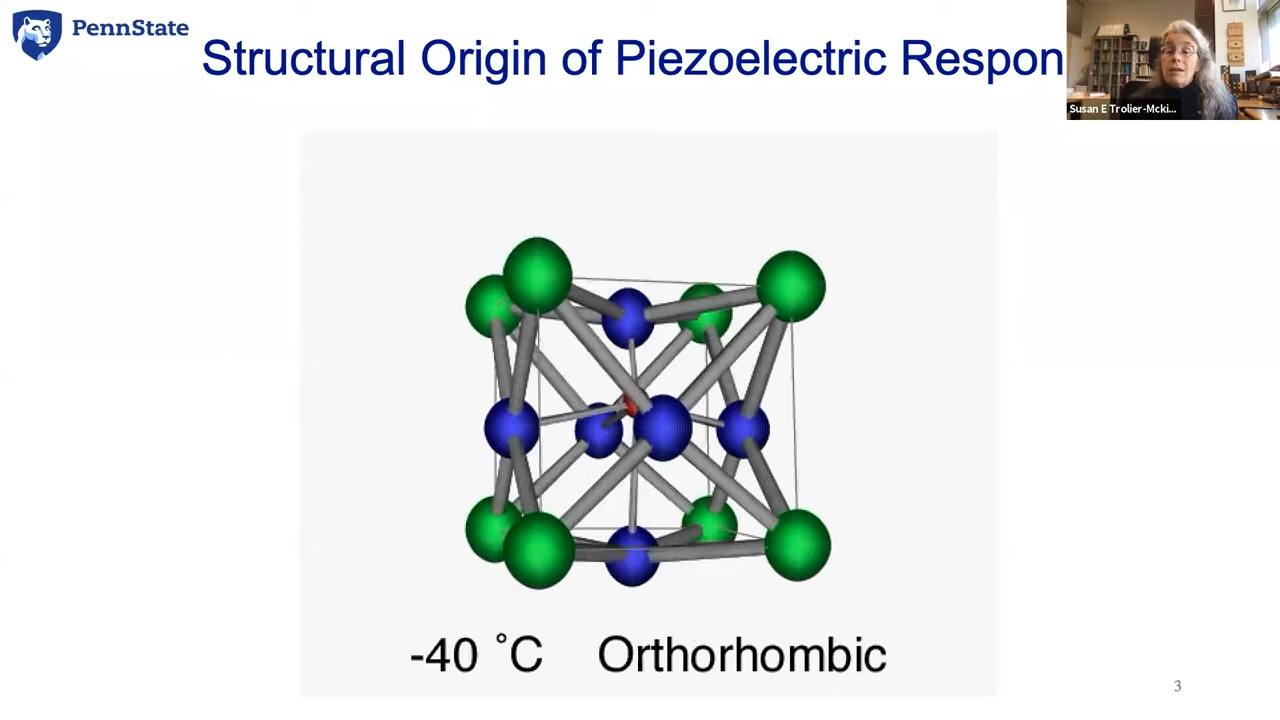 PennState
Structural Origin of Piezoelectric Respon
Susan E Trolier-Mcki...
-40 °C Orthorhombic
3